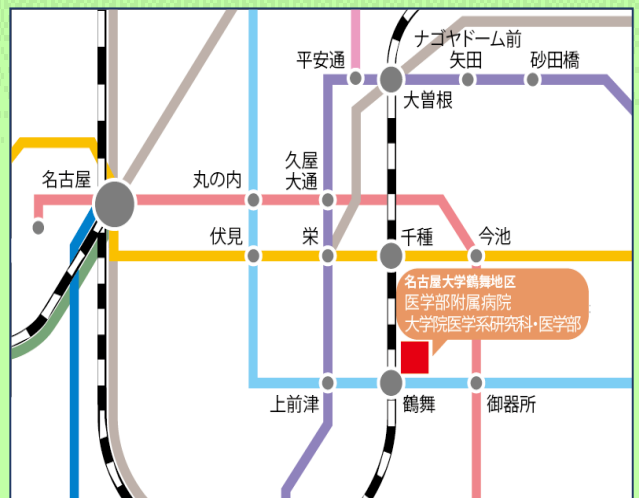 ナゴヤドーム前
平安通
矢田
砂田橋
大曽根
久屋
大通
名古屋
丸の内
伏見
栄
千種
今池
名古屋大学鶴舞地区
医学部附属病院
大学院医学系研究科・医学部
上前津
鶴舞
御器所